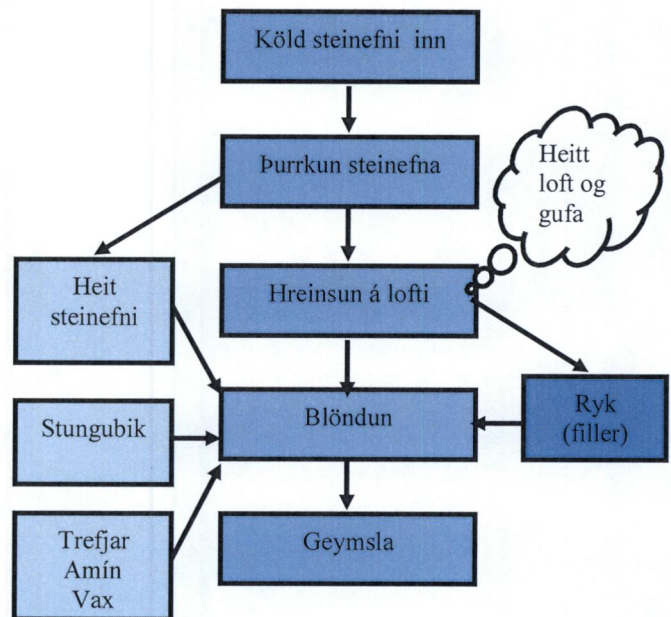 Köld steinefni inn
Þurrkun steinefna
Heitt
loft og
gufa
Heit
steinefni
Hreinsun á lofti
Stungubik
Blöndun
Ryk
(filler)
Trefjar
Amín
Vax
Geymsla